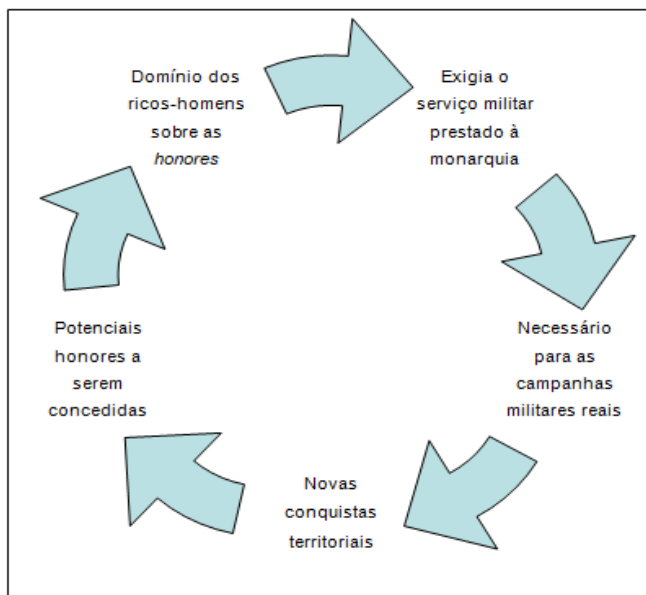 Domínio dos
ricos-homens
sobre as
honores
Exigia o
serviço militar
prestado à
monarquia
Necessário
para as
campanhas
militares reais
Novas
conquistas
territoriais
Potenciais
honores a
serem
concedidas